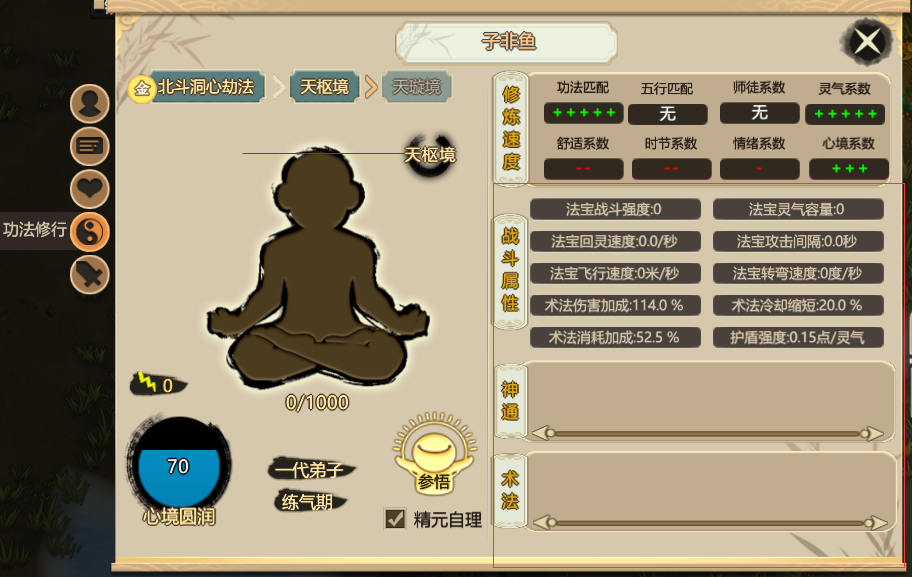 子非鱼
金 北斗洞心劫法 天枢境 天璇境
天枢境
功法修行
0
0/1000
70
心境圆润
一代弟子
练气期
参悟
精元自理
修炼速度
功法匹配 五行匹配 师徒系数 灵气系数
+++++ 无 无 +++++
舒适系数 时节系数 情绪系数 心境系数
-- -- - +++
战斗属性
法宝战斗强度:0 法宝灵气容量:0
法宝回灵速度:0.0/秒 法宝攻击间隔:0.0秒
法宝飞行速度:0米/秒 法宝转弯速度:0度/秒
术法伤害加成:114.0 % 术法冷却缩短:20.0 %
术法消耗加成:52.5 % 护盾强度:0.15点/灵气
神通
术法